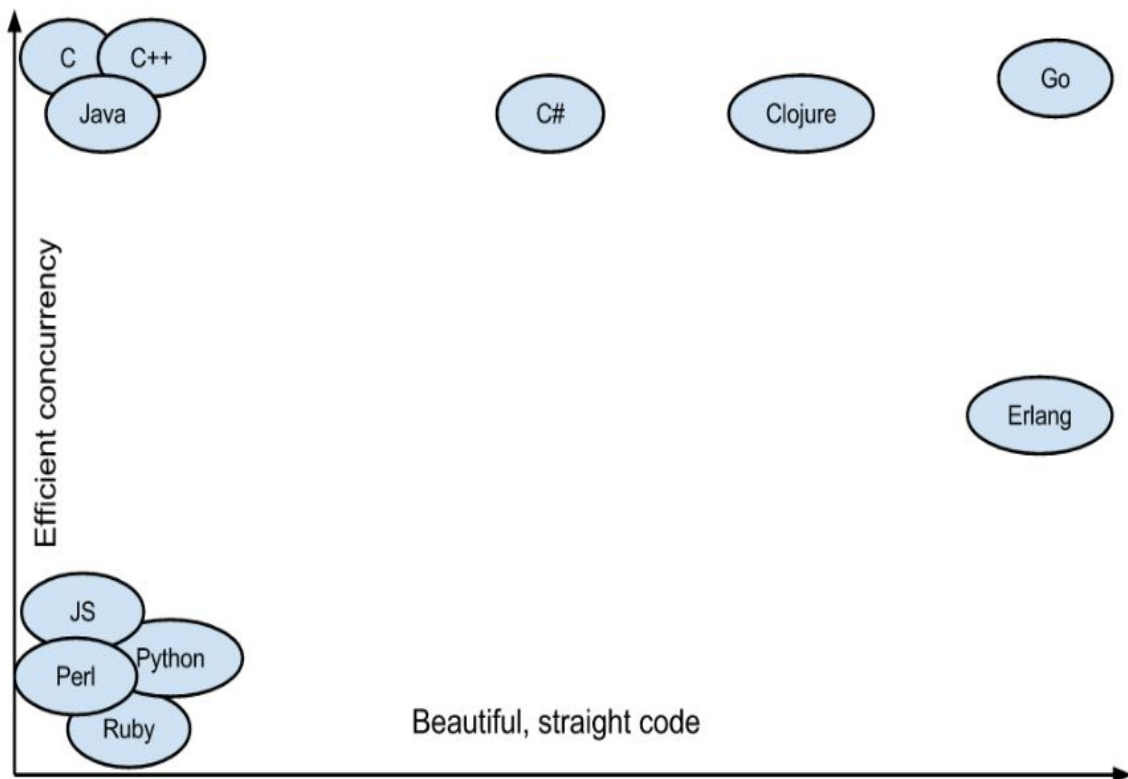 C
C++
Java
C#
Clojure
Go
Efficient concurrency
Erlang
JS
Python
Perl
Ruby
Beautiful, straight code